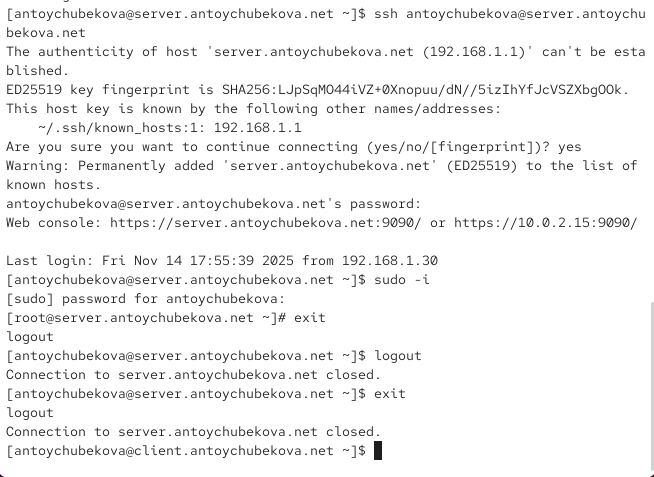 [antoychubekova@server.antoychubekova.net ~]$ ssh antoychubekova@server.antoychu
bekova.net
The authenticity of host 'server.antoychubekova.net (192.168.1.1)' can't be esta
blished.
ED25519 key fingerprint is SHA256:LJpSqMO44iVZ+0Xnopuu/dN//5izIhYfJcVSZXbgOOk.
This host key is known by the following other names/addresses:
    ~/.ssh/known_hosts:1: 192.168.1.1
Are you sure you want to continue connecting (yes/no/[fingerprint])? yes
Warning: Permanently added 'server.antoychubekova.net' (ED25519) to the list of
known hosts.
antoychubekova@server.antoychubekova.net's password:
Web console: https://server.antoychubekova.net:9090/ or https://10.0.2.15:9090/

Last login: Fri Nov 14 17:55:39 2025 from 192.168.1.30
[antoychubekova@server.antoychubekova.net ~]$ sudo -i
[sudo] password for antoychubekova:
[root@server.antoychubekova.net ~]# exit
logout
[antoychubekova@server.antoychubekova.net ~]$ logout
Connection to server.antoychubekova.net closed.
[antoychubekova@server.antoychubekova.net ~]$ exit
logout
Connection to server.antoychubekova.net closed.
[antoychubekova@client.antoychubekova.net ~]$